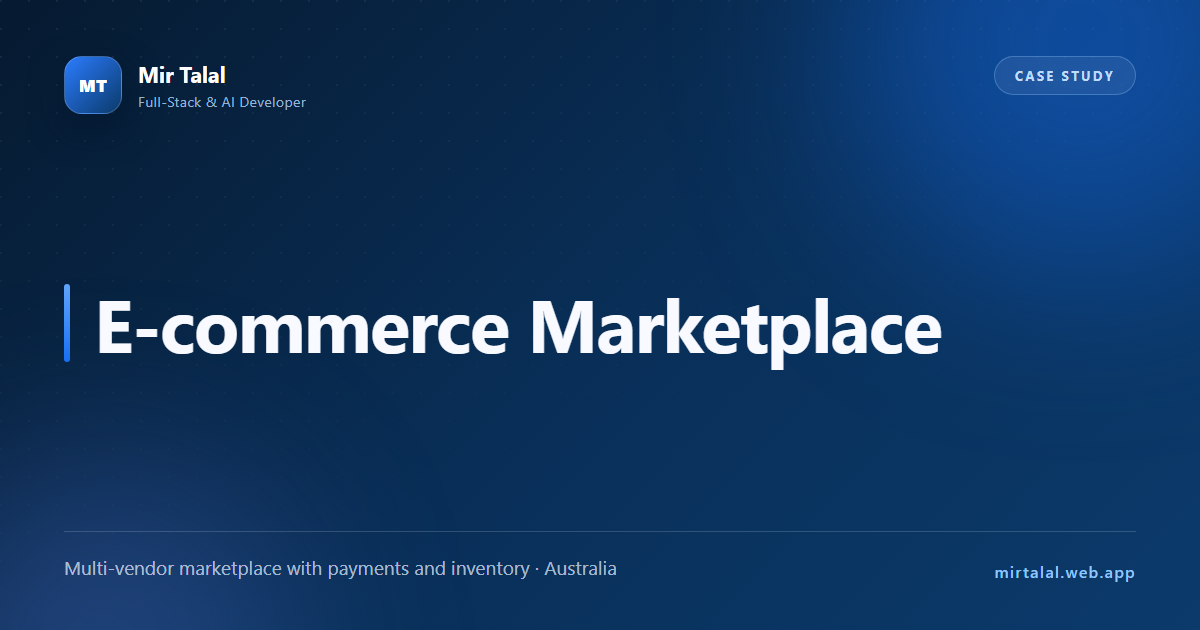 MT
Mir Talal
Full-Stack & AI Developer
CASE STUDY
E-commerce Marketplace
Multi-vendor marketplace with payments and inventory · Australia
mirtalal.web.app